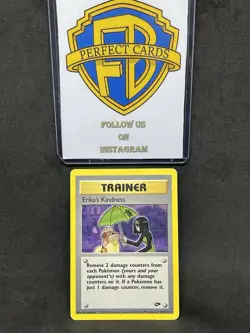 PERFECT CARDS
FB
FOLLOW US
ON
INSTAGRAM
TRAINER
Erika's Kindness
Remove 2 damage counters from
each Pokémon (yours and your
opponent's) with any damage
counters on it. If a Pokémon has
just 1 damage counter, remove it.